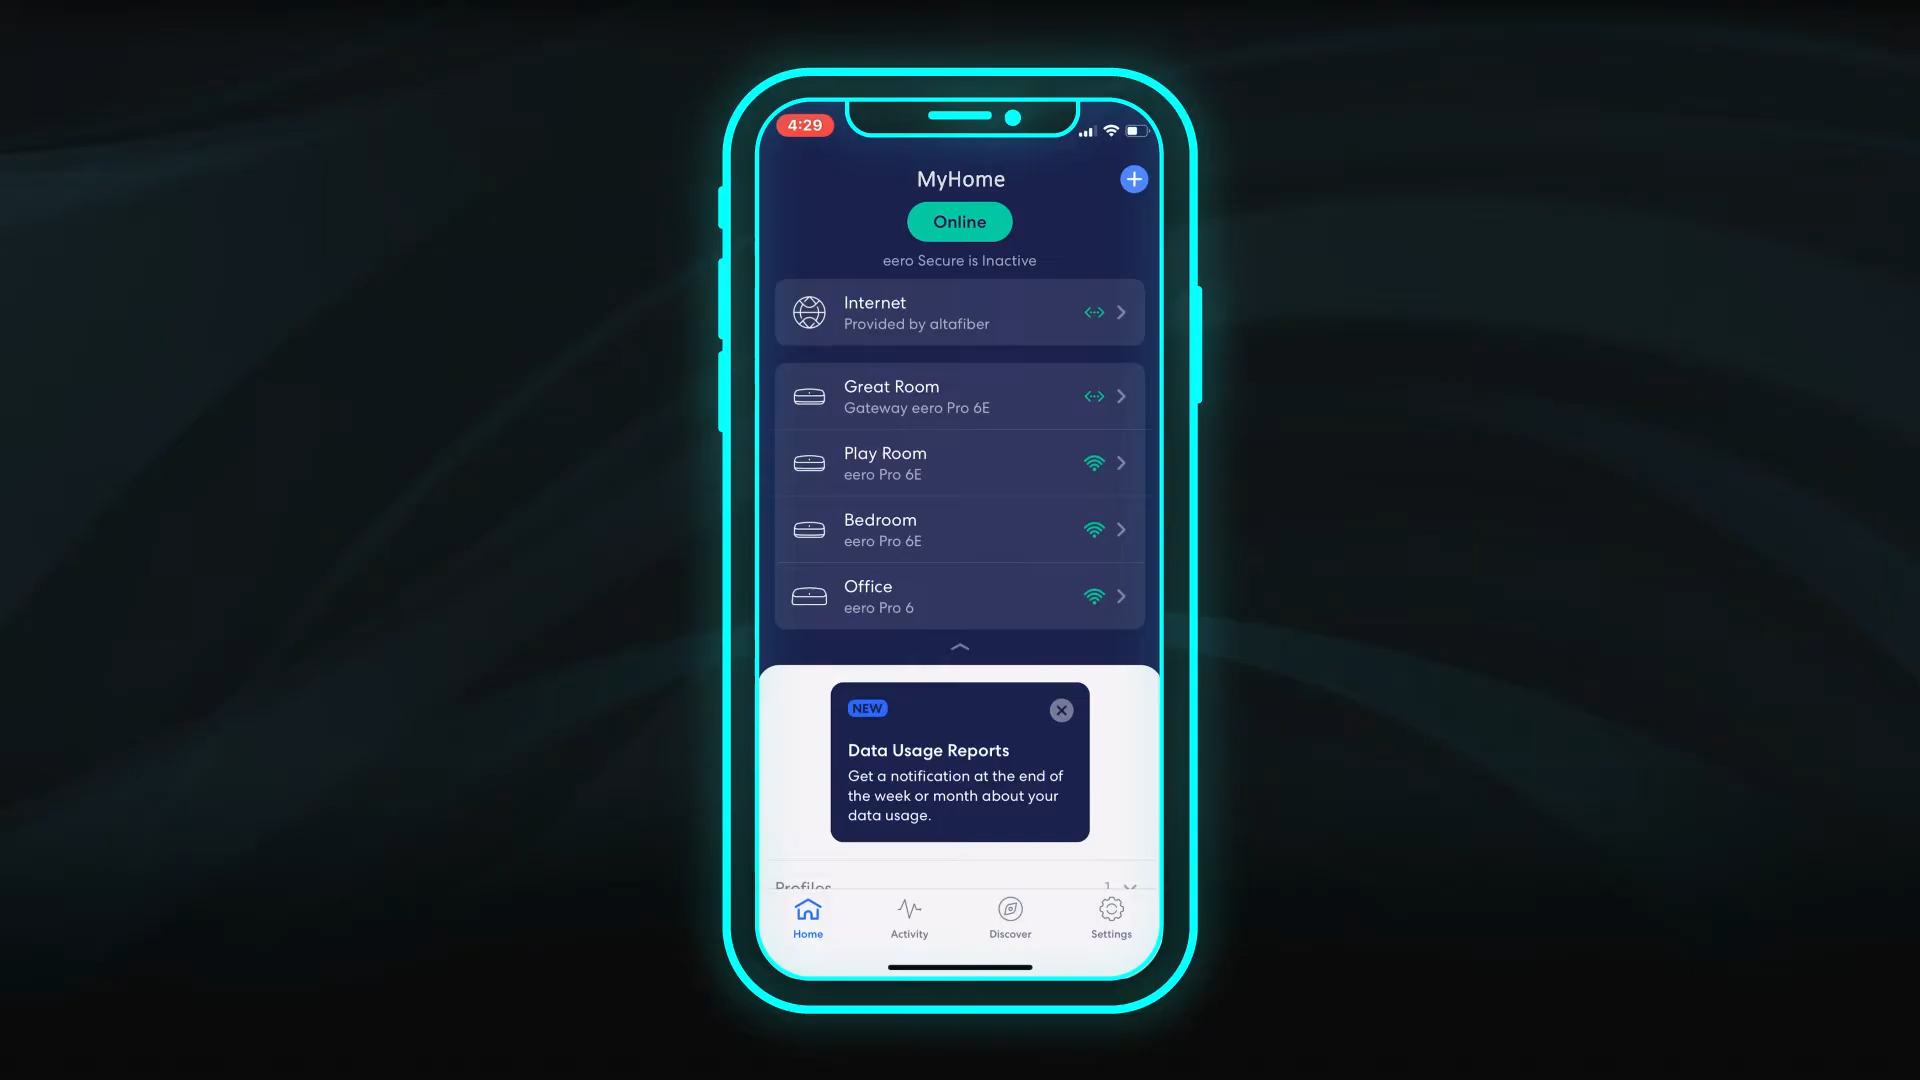 4:29
MyHome
Online
eero Secure is Inactive
Internet
Provided by altafiber
Great Room
Gateway eero Pro 6E
Play Room
eero Pro 6E
Bedroom
eero Pro 6E
Office
eero Pro 6
NEW
Data Usage Reports
Get a notification at the end of
the week or month about your
data usage.
Profiles 1
Home Activity Discover Settings